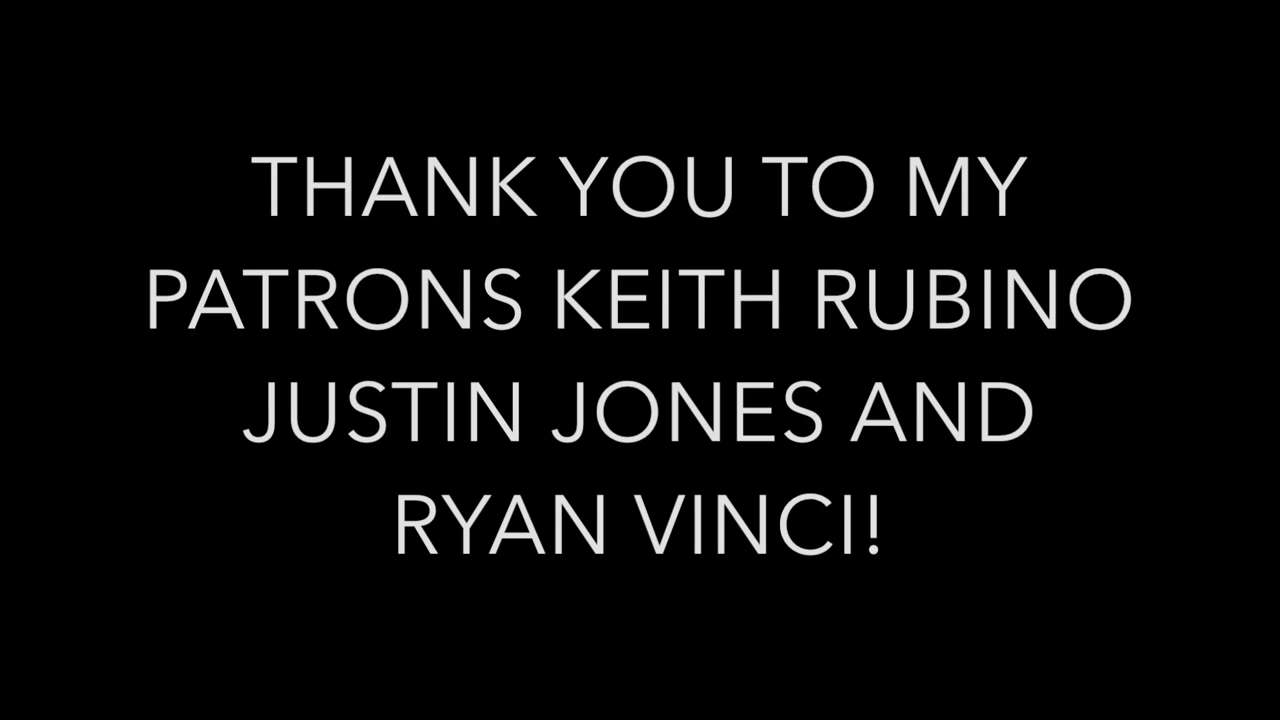 THANK YOU TO MY
PATRONS KEITH RUBINO
JUSTIN JONES AND
RYAN VINCI!